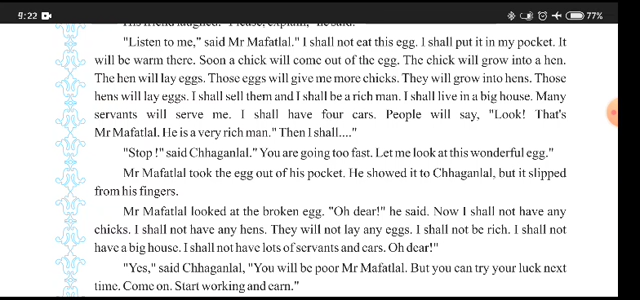 9:22
77%
His friend laughed. "Please, explain," he said.
"Listen to me," said Mr Mafatlal." I shall not eat this egg. I shall put it in my pocket. It
will be warm there. Soon a chick will come out of the egg. The chick will grow into a hen.
The hen will lay eggs. Those eggs will give me more chicks. They will grow into hens. Those
hens will lay eggs. I shall sell them and I shall be a rich man. I shall live in a big house. Many
servants will serve me. I shall have four cars. People will say, "Look! That's
Mr Mafatlal. He is a very rich man." Then I shall...."
"Stop !" said Chhaganlal." You are going too fast. Let me look at this wonderful egg."
Mr Mafatlal took the egg out of his pocket. He showed it to Chhaganlal, but it slipped
from his fingers.
Mr Mafatlal looked at the broken egg. "Oh dear!" he said. Now I shall not have any
chicks. I shall not have any hens. They will not lay any eggs. I shall not be rich. I shall not
have a big house. I shall not have lots of servants and cars. Oh dear!"
"Yes," said Chhaganlal, "You will be poor Mr Mafatlal. But you can try your luck next
time. Come on. Start working and earn."